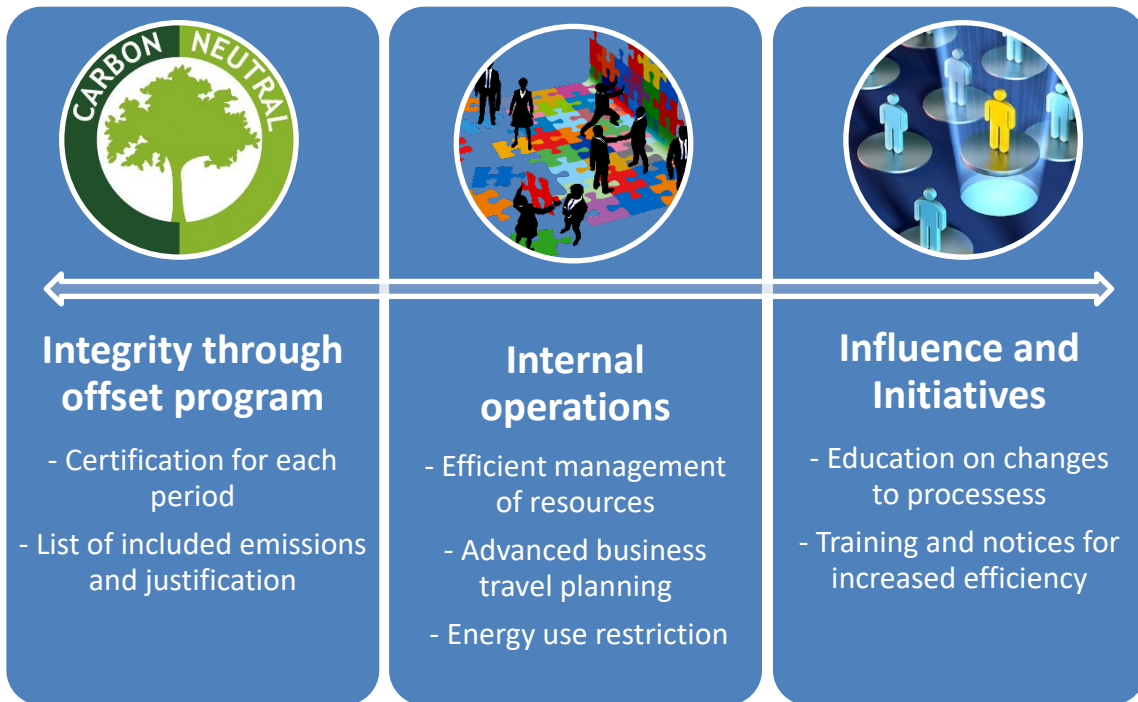 CARBON NEUTRAL
Integrity through
offset program
- Certification for each
period
- List of included emissions
and justification
Internal
operations
- Efficient management
of resources
- Advanced business
travel planning
- Energy use restriction
Influence and
Initiatives
- Education on changes
to processess
- Training and notices for
increased efficiency